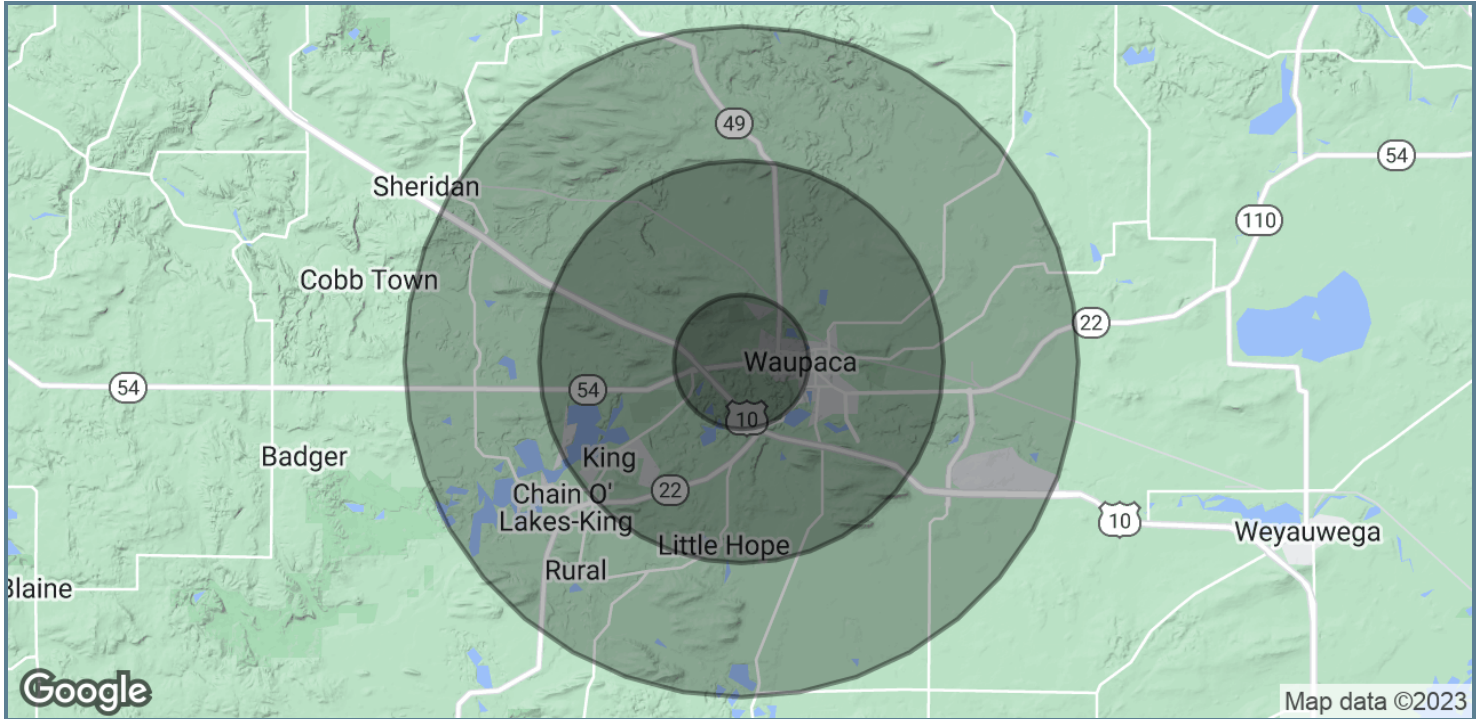 49
54
Sheridan
110
Cobb Town
22
Waupaca
54
54
10
Badger
King
22
Chain O'
Lakes-King
10
Weyauwega
Little Hope
Rural
Blaine
Google
Map data ©2023